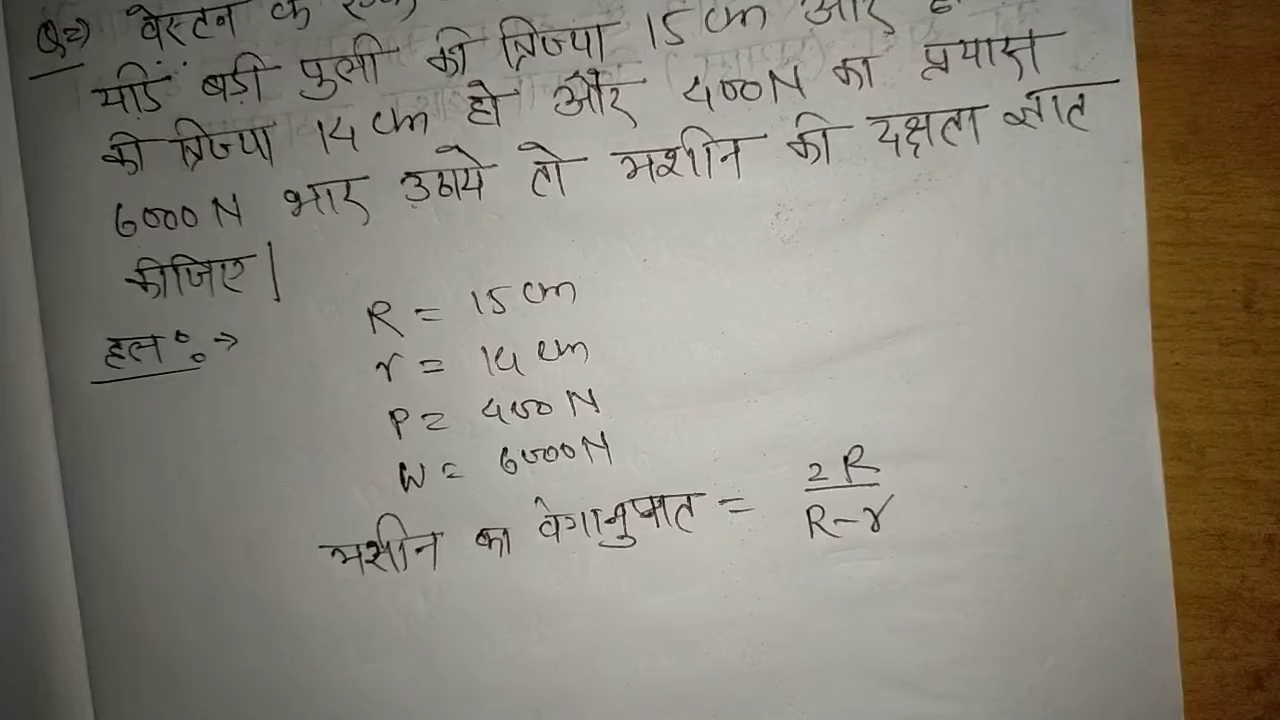 Q⇒ वेस्टन के
यदि बड़ी पुली की त्रिज्या 15 cm और
की त्रिज्या 14 cm हो और 400N का प्रयास
6000 N भार उठाये तो मशीन की दक्षता ज्ञात
कीजिए|
हल ि:→
R = 15 cm
r = 14 cm
P = 400 N
W = 6000N
मशीन का वेगानुपात = 2R / R-r